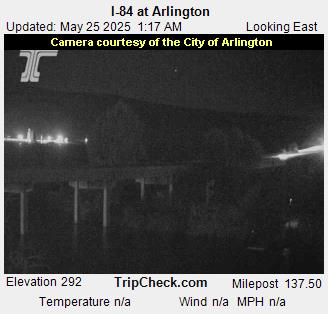 I-84 at Arlington
Updated: May 25 2025 1:17 AM Looking East
Camera courtesy of the City of Arlington
Elevation 292 TripCheck.com Milepost 137.50
Temperature n/a Wind n/a MPH n/a